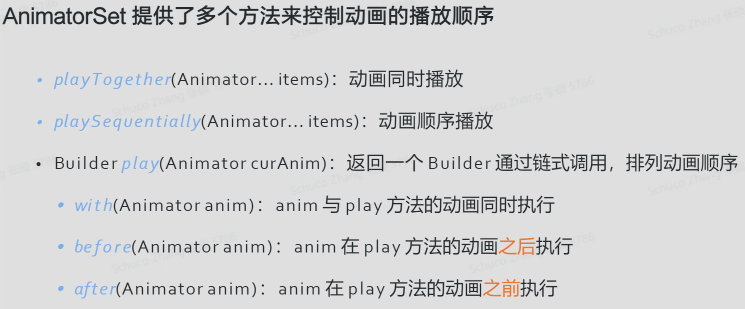 AnimatorSet 提供了多个方法来控制动画的播放顺序
• playTogether(Animator... items)：动画同时播放
• playSequentially(Animator... items)：动画顺序播放
• Builder play(Animator curAnim)：返回一个 Builder 通过链式调用，排列动画顺序
• with(Animator anim)：anim 与 play 方法的动画同时执行
• before(Animator anim)：anim 在 play 方法的动画之后执行
• after(Animator anim)：anim 在 play 方法的动画之前执行